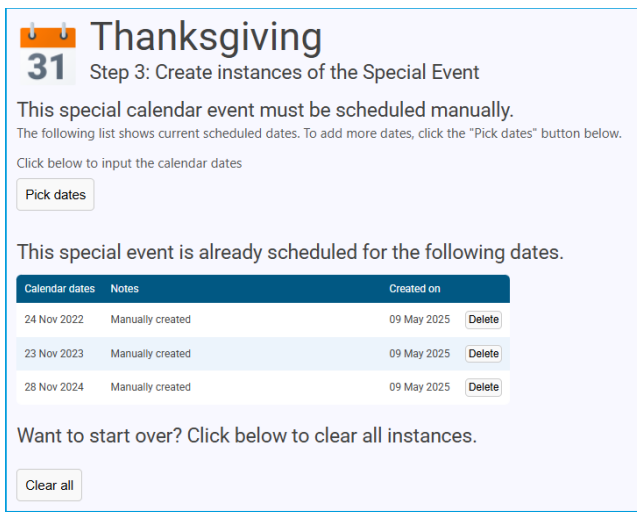 Thanksgiving
31
Step 3: Create instances of the Special Event
This special calendar event must be scheduled manually.
The following list shows current scheduled dates. To add more dates, click the "Pick dates" button below.
Click below to input the calendar dates
Pick dates
This special event is already scheduled for the following dates.
Calendar dates Notes Created on
24 Nov 2022 Manually created 09 May 2025 Delete
23 Nov 2023 Manually created 09 May 2025 Delete
28 Nov 2024 Manually created 09 May 2025 Delete
Want to start over? Click below to clear all instances.
Clear all